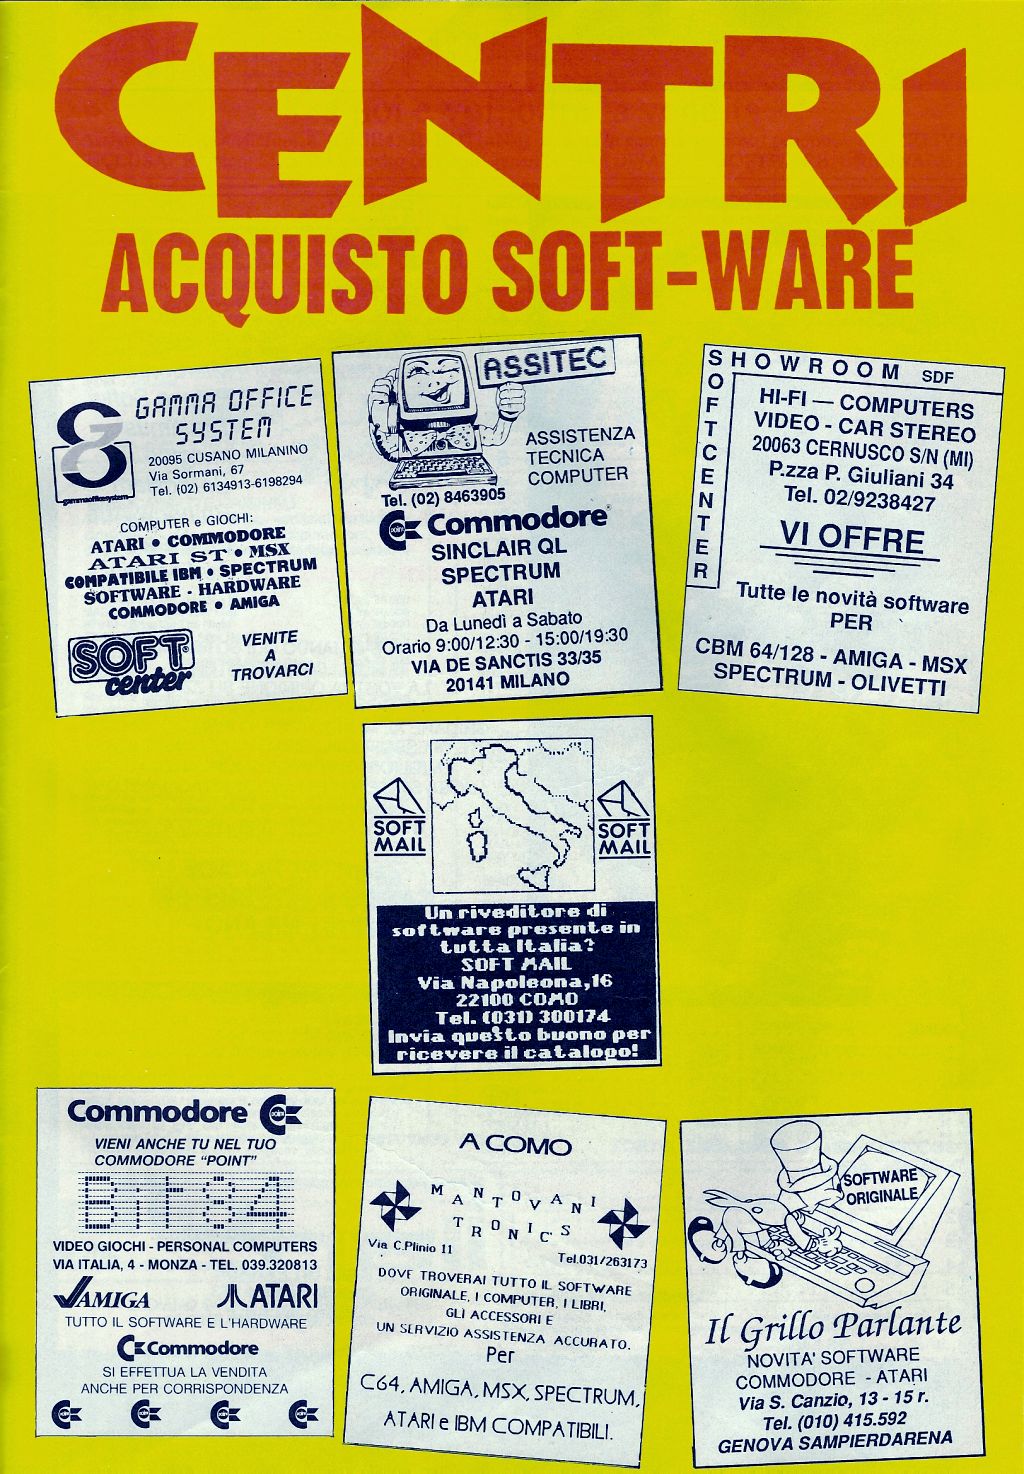 CENTRI
ACQUISTO SOFT-WARE
GAMMA OFFICE
SYSTEM
20095 CUSANO MILANINO
Via Sormani, 67
Tel. (02) 6134913-6198294
gammaofficesystem
COMPUTER e GIOCHI:
ATARI • COMMODORE
ATARI ST • MSX
COMPATIBILE IBM • SPECTRUM
SOFTWARE - HARDWARE
COMMODORE • AMIGA
SOFT
center
VENITE
A
TROVARCI
ASSITEC
ASSISTENZA
TECNICA
COMPUTER
Tel. (02) 8463905
point Commodore
SINCLAIR QL
SPECTRUM
ATARI
Da Lunedì a Sabato
Orario 9:00/12:30 - 15:00/19:30
VIA DE SANCTIS 33/35
20141 MILANO
SHOWROOM SDF
SOFTCENTER
HI-FI — COMPUTERS
VIDEO - CAR STEREO
20063 CERNUSCO S/N (MI)
P.zza P. Giuliani 34
Tel. 02/9238427
VI OFFRE
Tutte le novità software
PER
CBM 64/128 - AMIGA - MSX
SPECTRUM - OLIVETTI
SOFT
MAIL
SOFT
MAIL
Un riveditore di
software presente in
tutta Italia?
SOFT MAIL
Via Napoleona,16
22100 COMO
Tel. (031) 300174
Invia questo buono per
ricevere il catalogo!
Commodore point
VIENI ANCHE TU NEL TUO
COMMODORE "POINT"
Bit 84
VIDEO GIOCHI - PERSONAL COMPUTERS
VIA ITALIA, 4 - MONZA - TEL. 039.320813
AMIGA ATARI
TUTTO IL SOFTWARE E L'HARDWARE
Commodore
SI EFFETTUA LA VENDITA
ANCHE PER CORRISPONDENZA
A COMO
MANTOVANI
TRONIC'S
Via C.Plinio 11
Tel.031/263173
DOVE TROVERAI TUTTO IL SOFTWARE
ORIGINALE, I COMPUTER, I LIBRI,
GLI ACCESSORI E
UN SERVIZIO ASSISTENZA ACCURATO.
Per
C64, AMIGA, MSX, SPECTRUM,
ATARI e IBM COMPATIBILI.
SOFTWARE
ORIGINALE
Il Grillo Parlante
NOVITA' SOFTWARE
COMMODORE - ATARI
Via S. Canzio, 13 - 15 r.
Tel. (010) 415.592
GENOVA SAMPIERDARENA